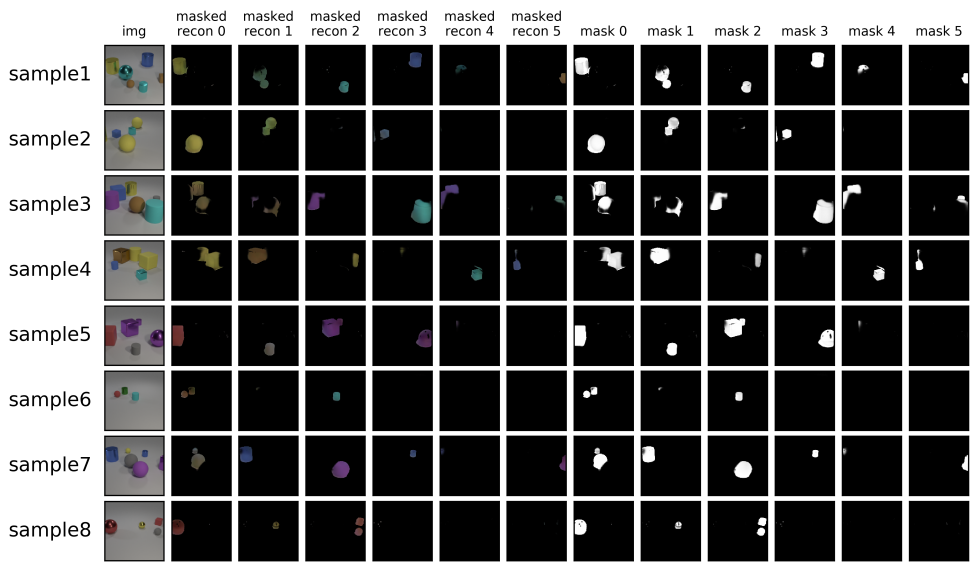 img masked recon 0 masked recon 1 masked recon 2 masked recon 3 masked recon 4 masked recon 5 mask 0 mask 1 mask 2 mask 3 mask 4 mask 5
sample1
sample2
sample3
sample4
sample5
sample6
sample7
sample8